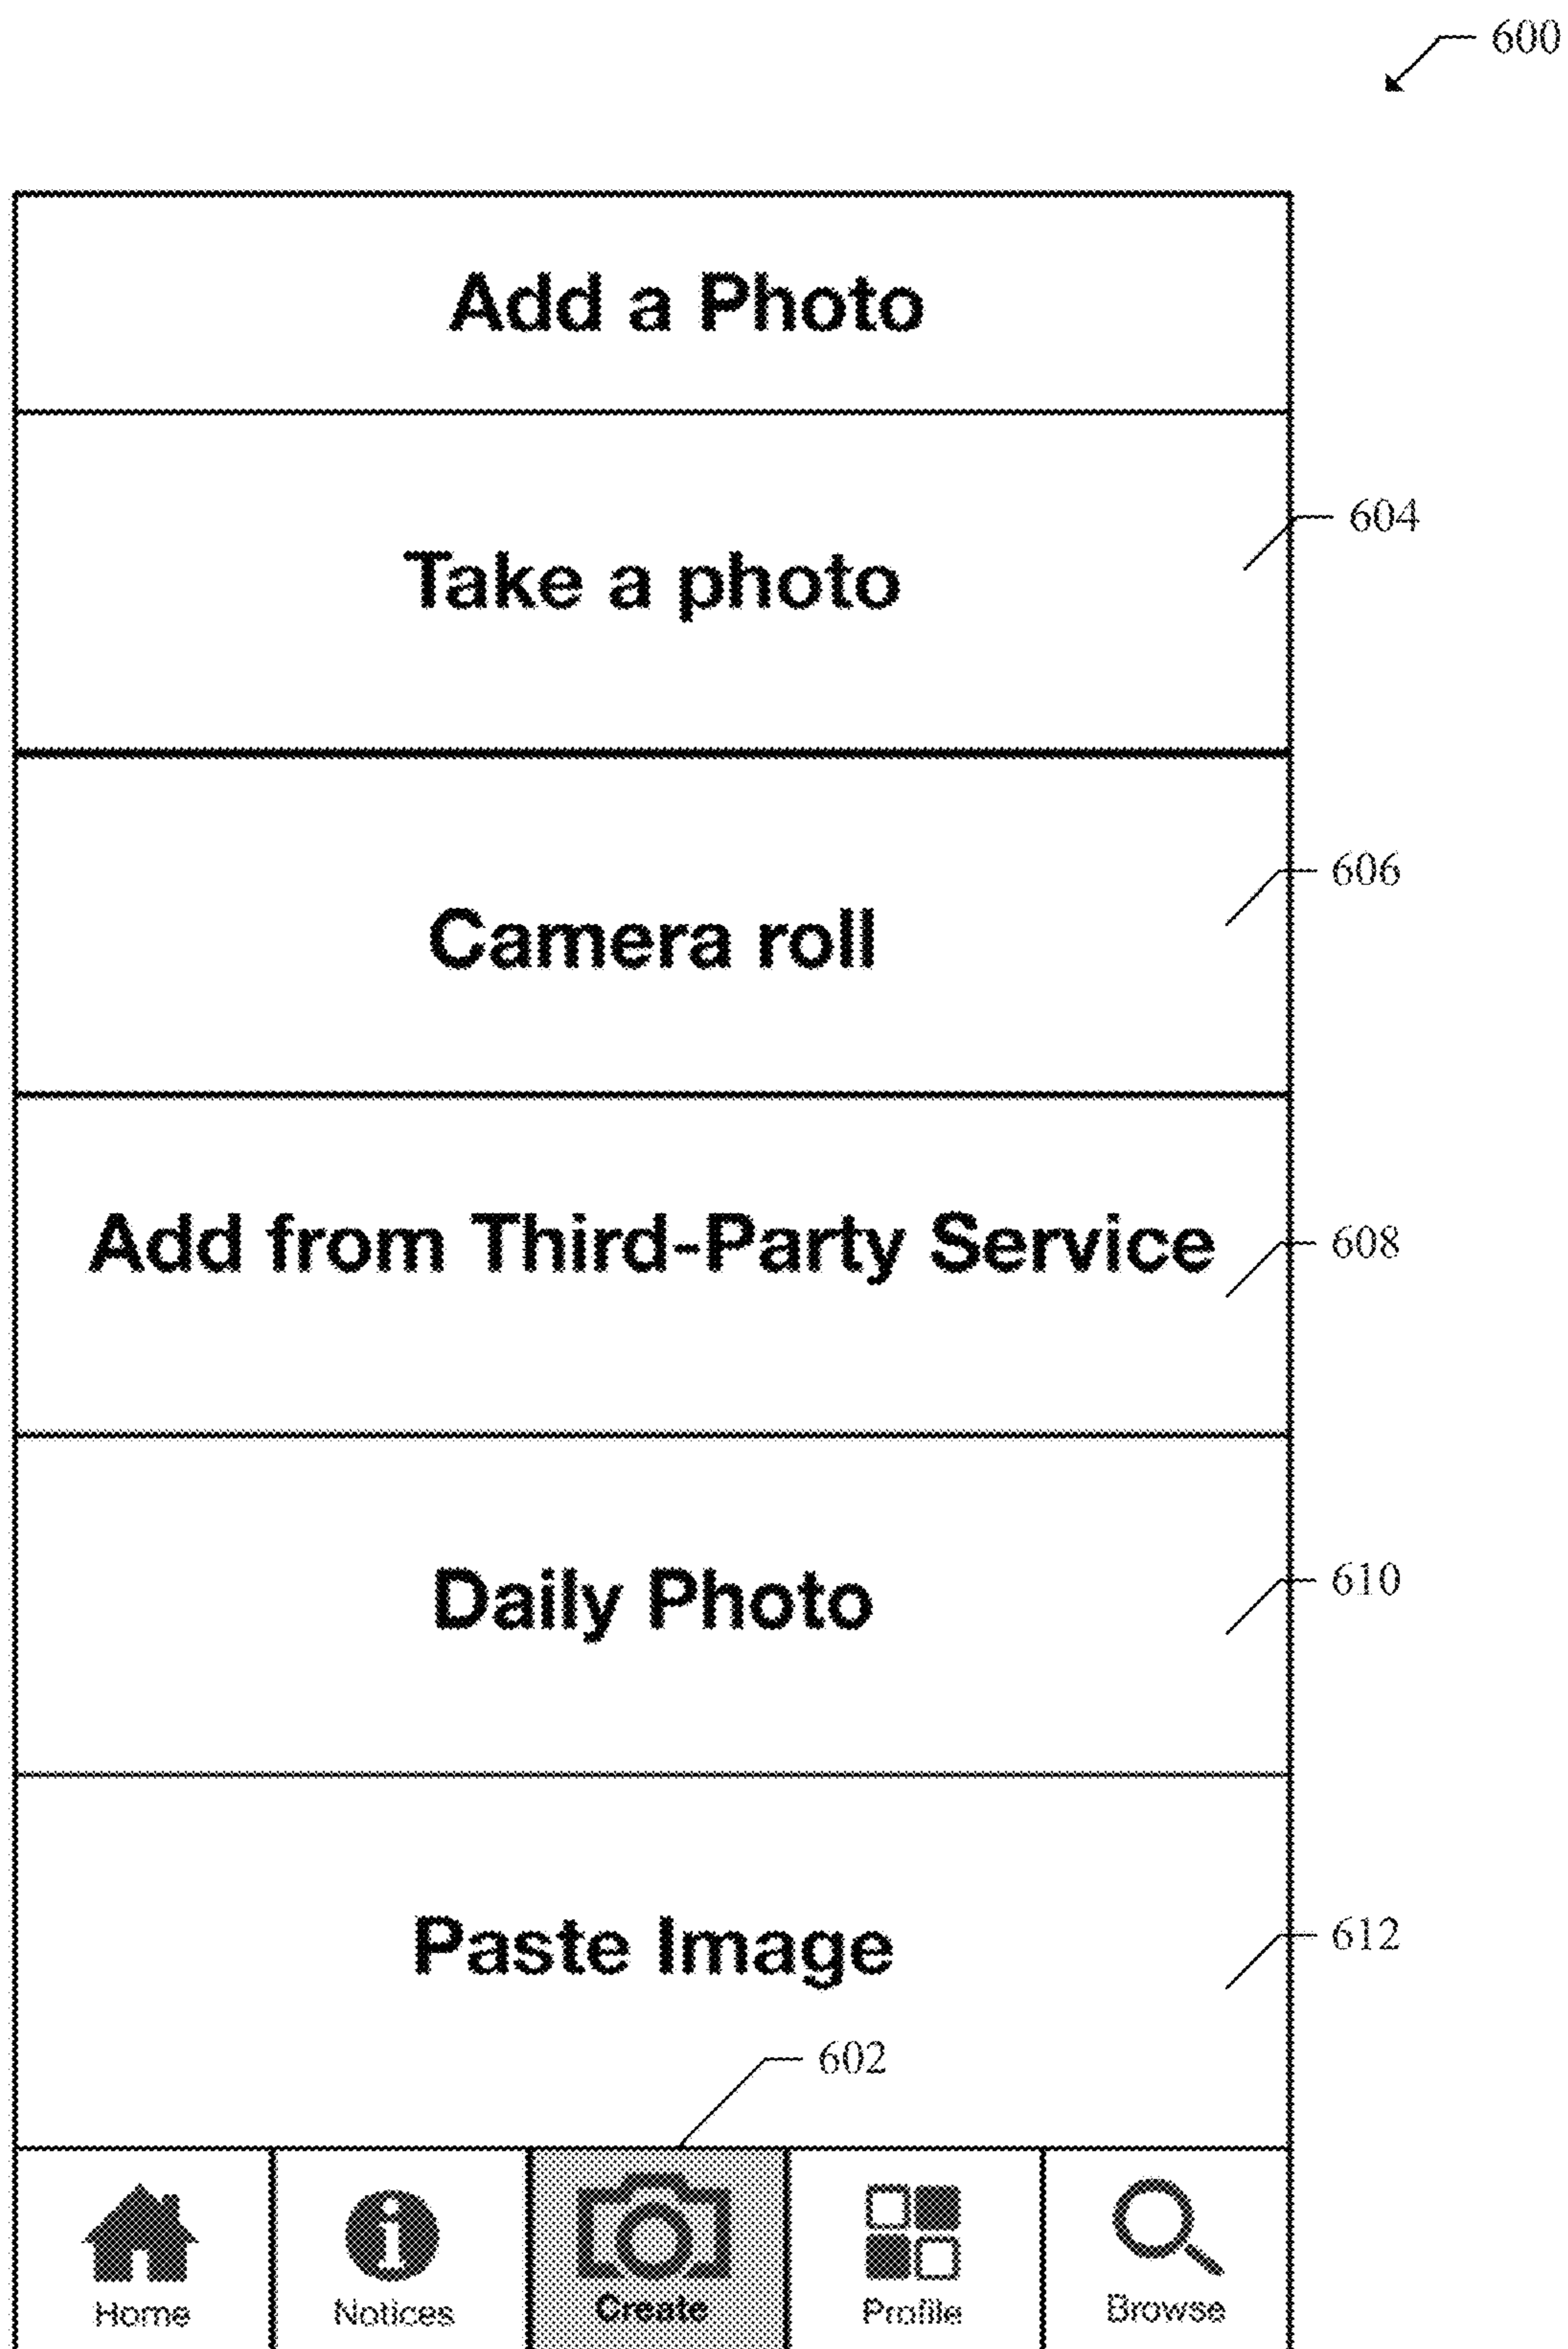 600
Add a Photo
Take a photo
604
Camera roll
606
Add from Third-Party Service
608
Daily Photo
610
Paste Image
612
602
Home
Notices
Create
Profile
Browse